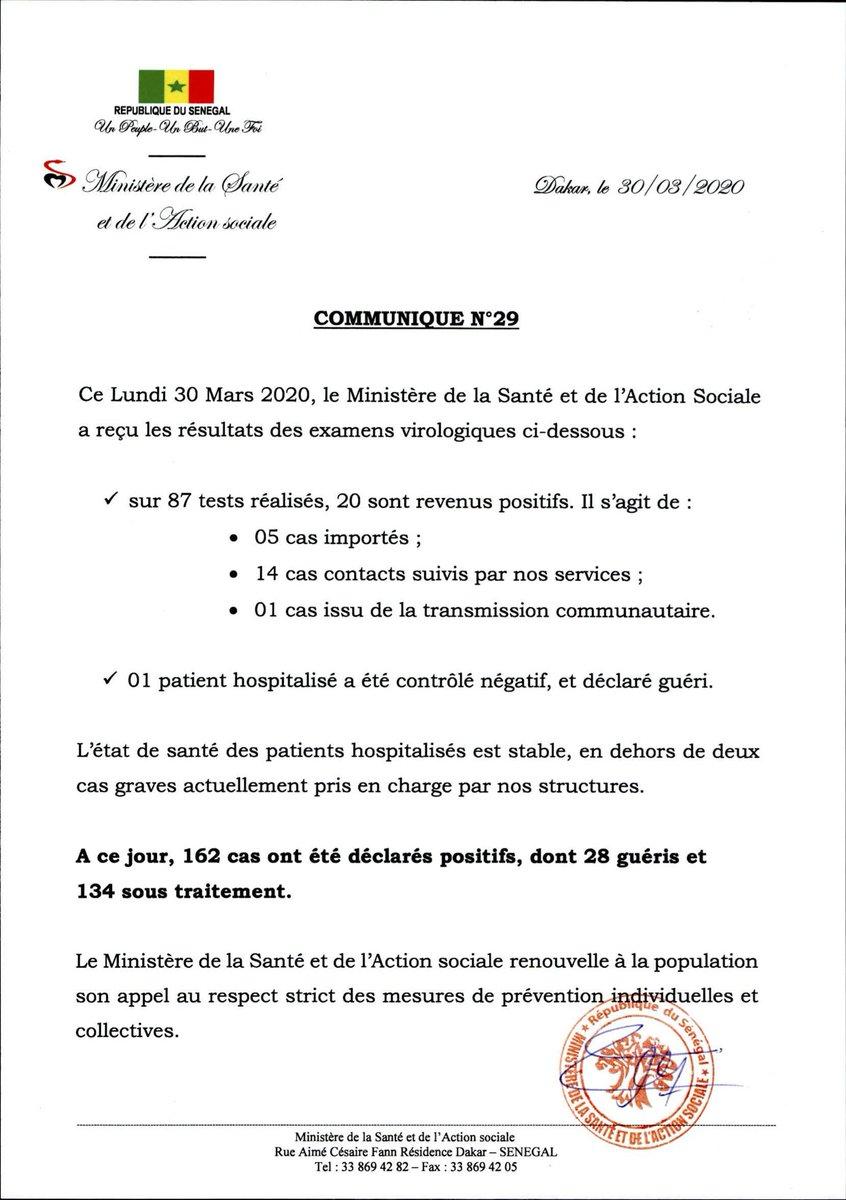 REPUBLIQUE DU SENEGAL
Un Peuple - Un But - Une Foi
Ministère de la Santé
et de l'Action sociale
Dakar, le 30/03/2020
COMMUNIQUE N°29
Ce Lundi 30 Mars 2020, le Ministère de la Santé et de l'Action Sociale
a reçu les résultats des examens virologiques ci-dessous :
✓ sur 87 tests réalisés, 20 sont revenus positifs. Il s'agit de :
• 05 cas importés ;
• 14 cas contacts suivis par nos services ;
• 01 cas issu de la transmission communautaire.
✓ 01 patient hospitalisé a été contrôlé négatif, et déclaré guéri.
L'état de santé des patients hospitalisés est stable, en dehors de deux
cas graves actuellement pris en charge par nos structures.
A ce jour, 162 cas ont été déclarés positifs, dont 28 guéris et
134 sous traitement.
Le Ministère de la Santé et de l'Action sociale renouvelle à la population
son appel au respect strict des mesures de prévention individuelles et
collectives.
★ République du Sénégal ★
MINISTÈRE DE LA SANTÉ ET DE L'ACTION SOCIALE
Ministère de la Santé et de l'Action sociale
Rue Aimé Césaire Fann Résidence Dakar – SENEGAL
Tel : 33 869 42 82 – Fax : 33 869 42 05